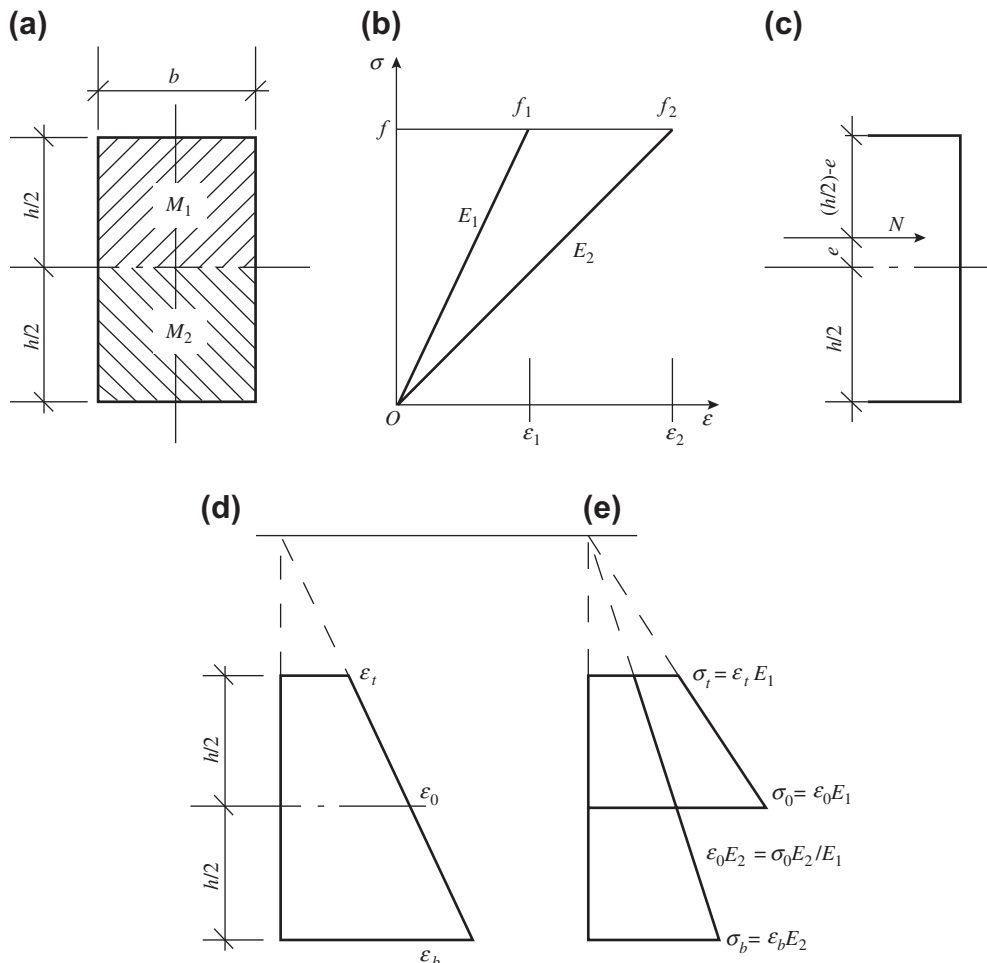 (a)
b
h/2
h/2
M1
M2
(b)
σ
f
f1
f2
E1
E2
O
ε1
ε2
ε
(c)
(h/2)-e
e
N
h/2
(d)
εt
h/2
ε0
h/2
εb
(e)
σt = εt E1
σ0 = ε0E1
ε0E2 = σ0E2/E1
σb = εbE2